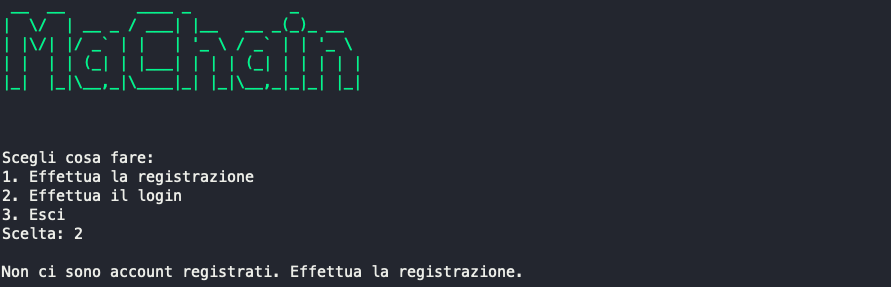 MaChain
Scegli cosa fare:
1. Effettua la registrazione
2. Effettua il login
3. Esci
Scelta: 2
Non ci sono account registrati. Effettua la registrazione.